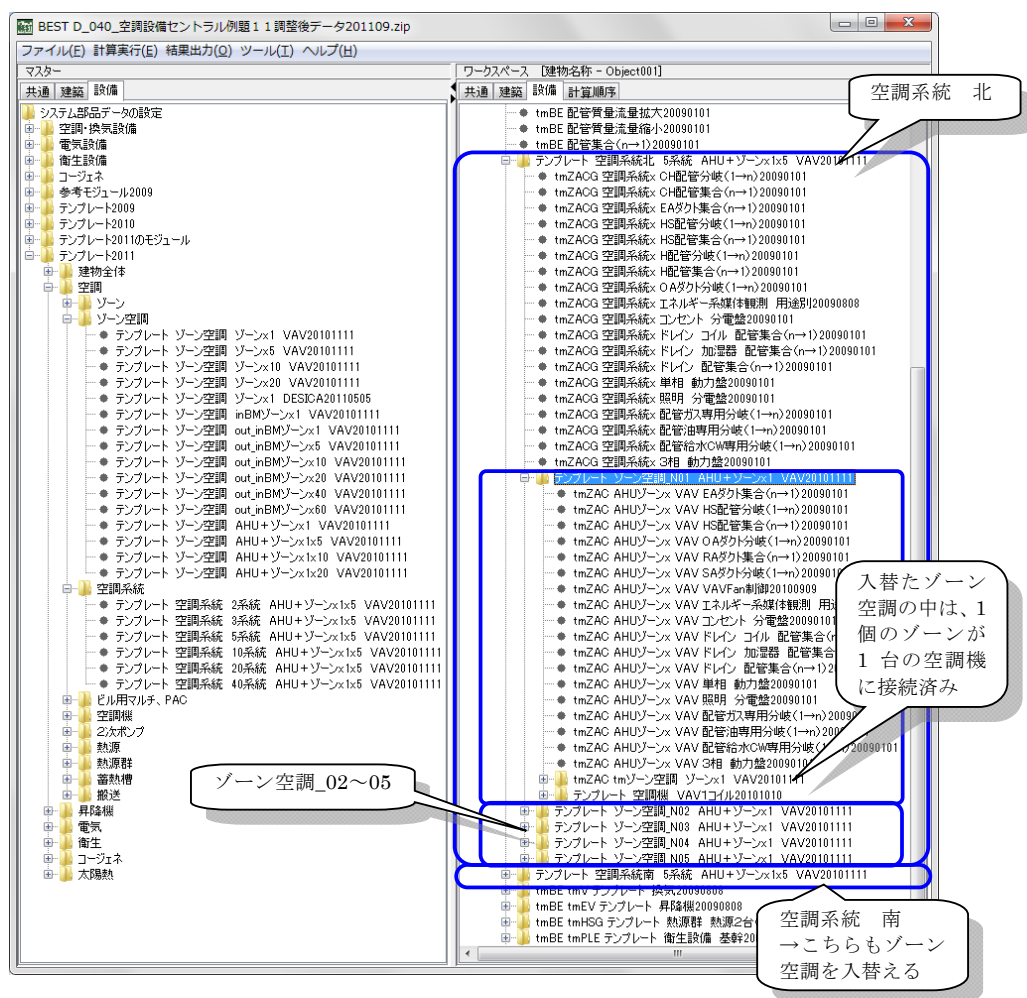 BEST D_040_空調設備セントラル例題１１調整後データ201109.zip
ファイル(F) 計算実行(E) 結果出力(O) ツール(T) ヘルプ(H)
マスター
共通 建築 設備
システム部品データの設定
空調・換気設備
電気設備
衛生設備
コージェネ
参考モジュール2009
テンプレート2009
テンプレート2010
テンプレート2011のモジュール
テンプレート2011
建物全体
空調
ゾーン
ゾーン空調
テンプレート ゾーン空調 ゾーンx1 VAV20101111
テンプレート ゾーン空調 ゾーンx5 VAV20101111
テンプレート ゾーン空調 ゾーンx10 VAV20101111
テンプレート ゾーン空調 ゾーンx20 VAV20101111
テンプレート ゾーン空調 ゾーンx1 DESICA20110505
テンプレート ゾーン空調 inBMゾーンx1 VAV20101111
テンプレート ゾーン空調 out_inBMゾーンx1 VAV20101111
テンプレート ゾーン空調 out_inBMゾーンx5 VAV20101111
テンプレート ゾーン空調 out_inBMゾーンx10 VAV20101111
テンプレート ゾーン空調 out_inBMゾーンx20 VAV20101111
テンプレート ゾーン空調 out_inBMゾーンx40 VAV20101111
テンプレート ゾーン空調 out_inBMゾーンx60 VAV20101111
テンプレート ゾーン空調 AHU+ゾーンx1 VAV20101111
テンプレート ゾーン空調 AHU+ゾーンx1x5 VAV20101111
テンプレート ゾーン空調 AHU+ゾーンx1x10 VAV20101111
テンプレート ゾーン空調 AHU+ゾーンx1x20 VAV20101111
空調系統
テンプレート 空調系統 2系統 AHU+ゾーンx1x5 VAV20101111
テンプレート 空調系統 3系統 AHU+ゾーンx1x5 VAV20101111
テンプレート 空調系統 5系統 AHU+ゾーンx1x5 VAV20101111
テンプレート 空調系統 10系統 AHU+ゾーンx1x5 VAV20101111
テンプレート 空調系統 20系統 AHU+ゾーンx1x5 VAV20101111
テンプレート 空調系統 40系統 AHU+ゾーンx1x5 VAV20101111
ビル用マルチ、PAC
空調機
2次ポンプ
熱源
熱源群
蓄熱槽
搬送
昇降機
電気
衛生
コージェネ
太陽熱
ワークスペース [建物名称 - Object001]
共通 建築 設備 計算順序
tmBE 配管質量流量拡大20090101
tmBE 配管質量流量縮小20090101
tmBE 配管集合(n→1)20090101
テンプレート 空調系統北 5系統 AHU+ゾーンx1x5 VAV20101111
tmZACG 空調系統x CH配管分岐(1→n)20090101
tmZACG 空調系統x CH配管集合(n→1)20090101
tmZACG 空調系統x EAダクト集合(n→1)20090101
tmZACG 空調系統x HS配管分岐(1→n)20090101
tmZACG 空調系統x HS配管集合(n→1)20090101
tmZACG 空調系統x H配管分岐(1→n)20090101
tmZACG 空調系統x H配管集合(n→1)20090101
tmZACG 空調系統x OAダクト分岐(1→n)20090101
tmZACG 空調系統x エネルギー系媒体観測 用途別20090808
tmZACG 空調系統x コンセント 分電盤20090101
tmZACG 空調系統x ドレイン コイル 配管集合(n→1)20090101
tmZACG 空調系統x ドレイン 加湿器 配管集合(n→1)20090101
tmZACG 空調系統x ドレイン 配管集合(n→1)20090101
tmZACG 空調系統x 単相 動力盤20090101
tmZACG 空調系統x 照明 分電盤20090101
tmZACG 空調系統x 配管ガス専用分岐(1→n)20090101
tmZACG 空調系統x 配管油専用分岐(1→n)20090101
tmZACG 空調系統x 配管給水CW専用分岐(1→n)20090101
tmZACG 空調系統x 3相 動力盤20090101
テンプレート ゾーン空調_N01 AHU+ゾーンx1 VAV20101111
tmZAC AHUゾーンx VAV EAダクト集合(n→1)20090101
tmZAC AHUゾーンx VAV HS配管分岐(1→n)20090101
tmZAC AHUゾーンx VAV HS配管集合(n→1)20090101
tmZAC AHUゾーンx VAV OAダクト分岐(1→n)20090101
tmZAC AHUゾーンx VAV RAダクト集合(n→1)20090101
tmZAC AHUゾーンx VAV SAダクト分岐(1→n)20090101
tmZAC AHUゾーンx VAV VAVFan制御20100909
tmZAC AHUゾーンx VAV エネルギー系媒体観測 用
tmZAC AHUゾーンx VAV コンセント 分電盤20090101
tmZAC AHUゾーンx VAV ドレイン コイル 配管集合(
tmZAC AHUゾーンx VAV ドレイン 加湿器 配管集合
tmZAC AHUゾーンx VAV ドレイン 配管集合(n→1)2
tmZAC AHUゾーンx VAV 単相 動力盤20090101
tmZAC AHUゾーンx VAV 照明 分電盤20090101
tmZAC AHUゾーンx VAV 配管ガス専用分岐(1→n)2009
tmZAC AHUゾーンx VAV 配管油専用分岐(1→n)2009
tmZAC AHUゾーンx VAV 配管給水CW専用分岐(1→n)20090101
tmZAC AHUゾーンx VAV 3相 動力盤20090101
tmZAC tmゾーン空調 ゾーンx1 VAV20101111
テンプレート 空調機 VAV1コイル20101010
テンプレート ゾーン空調_N02 AHU+ゾーンx1 VAV20101111
テンプレート ゾーン空調_N03 AHU+ゾーンx1 VAV20101111
テンプレート ゾーン空調_N04 AHU+ゾーンx1 VAV20101111
テンプレート ゾーン空調_N05 AHU+ゾーンx1 VAV20101111
テンプレート 空調系統南 5系統 AHU+ゾーンx1x5 VAV20101111
tmBE tmV テンプレート 換気20090808
tmBE tmEV テンプレート 昇降機20090808
tmBE tmHSG テンプレート 熱源群 熱源2台
tmBE tmPLE テンプレート 衛生設備 基幹20
空調系統 北
入替たゾーン
空調の中は、1
個のゾーンが
1 台の空調機
に接続済み
ゾーン空調_02～05
空調系統 南
→こちらもゾーン
空調を入替える